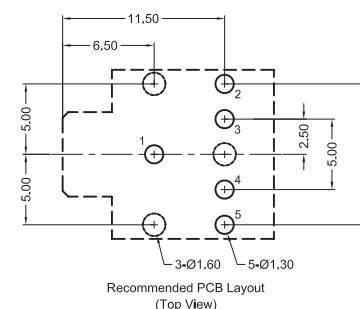 11,50
6,50
2
3
1
4
5
5.00
5.00
2.50
5.00
3-Ø1,60
5-Ø1,30
Recommended PCB Layout
(Top View)